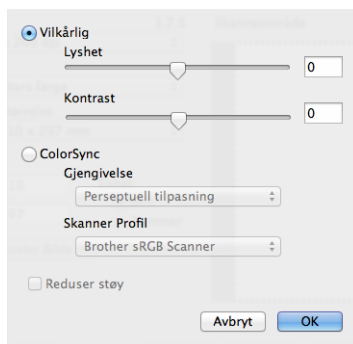 Vilkårlig
Lyshet
0
Kontrast
0
ColorSync
Gjengivelse
Perseptuell tilpasning
Skanner Profil
Brother sRGB Scanner
Reduser støy
Avbryt OK